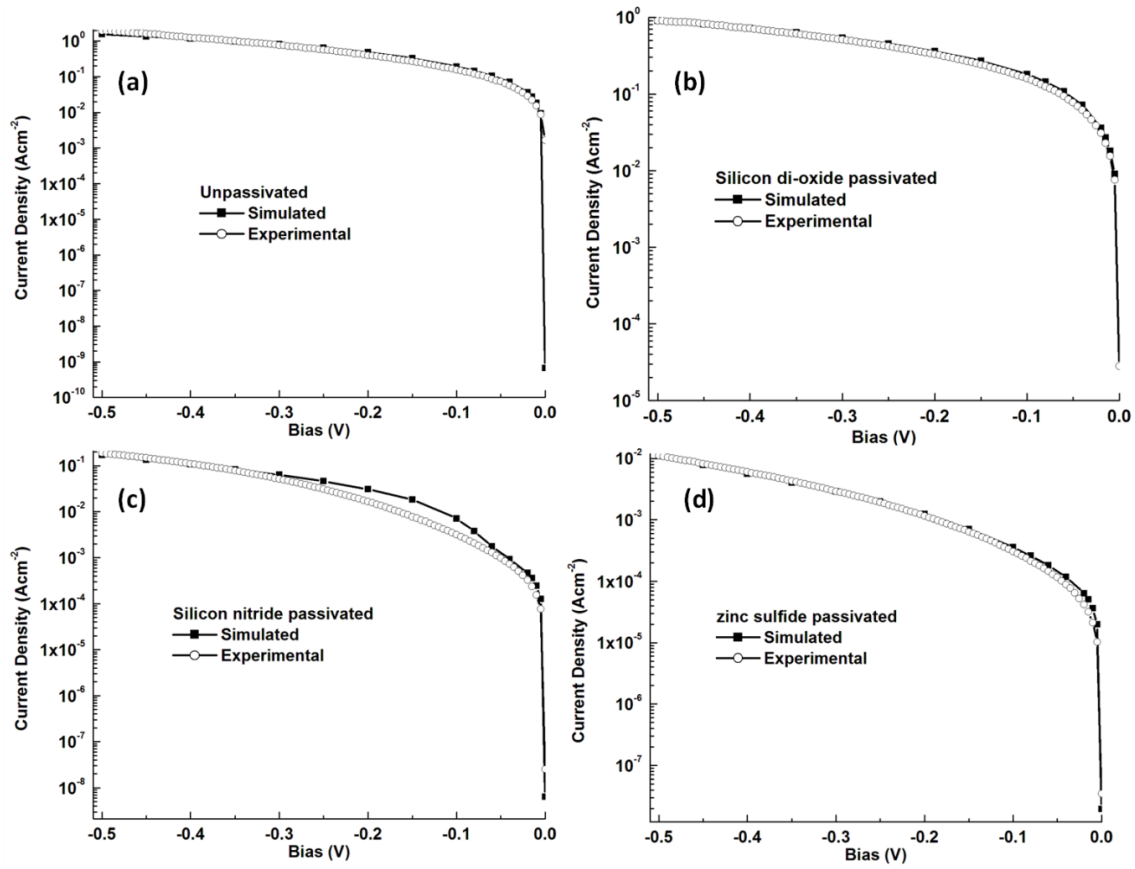 (a)
Current Density (Acm⁻²)
10⁰
10⁻¹
10⁻²
10⁻³
1x10⁻⁴
1x10⁻⁵
10⁻⁶
10⁻⁷
10⁻⁸
10⁻⁹
10⁻¹⁰
Unpassivated
Simulated
Experimental
-0.5 -0.4 -0.3 -0.2 -0.1 0.0
Bias (V)
(b)
Current Density (Acm⁻²)
10⁰
10⁻¹
10⁻²
10⁻³
10⁻⁴
10⁻⁵
Silicon di-oxide passivated
Simulated
Experimental
-0.5 -0.4 -0.3 -0.2 -0.1 0.0
Bias (V)
(c)
Current Density (Acm⁻²)
10⁻¹
10⁻²
10⁻³
1x10⁻⁴
1x10⁻⁵
10⁻⁶
10⁻⁷
10⁻⁸
Silicon nitride passivated
Simulated
Experimental
-0.5 -0.4 -0.3 -0.2 -0.1 0.0
Bias (V)
(d)
Current Density (Acm⁻²)
10⁻²
10⁻³
10⁻⁴
10⁻⁵
10⁻⁶
10⁻⁷
zinc sulfide passivated
Simulated
Experimental
-0.5 -0.4 -0.3 -0.2 -0.1 0.0
Bias (V)